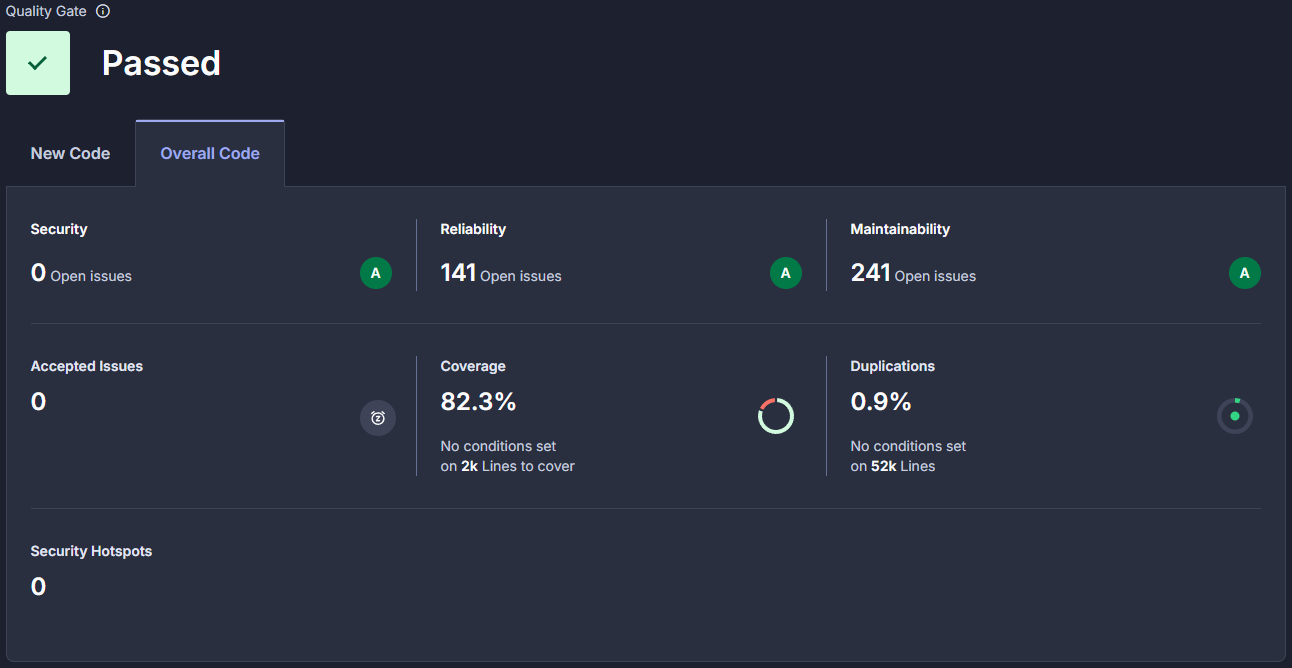 Quality Gate
Passed
New Code
Overall Code
Security
0 Open issues
A
Reliability
141 Open issues
A
Maintainability
241 Open issues
A
Accepted Issues
0
Coverage
82.3%
No conditions set
on 2k Lines to cover
Duplications
0.9%
No conditions set
on 52k Lines
Security Hotspots
0